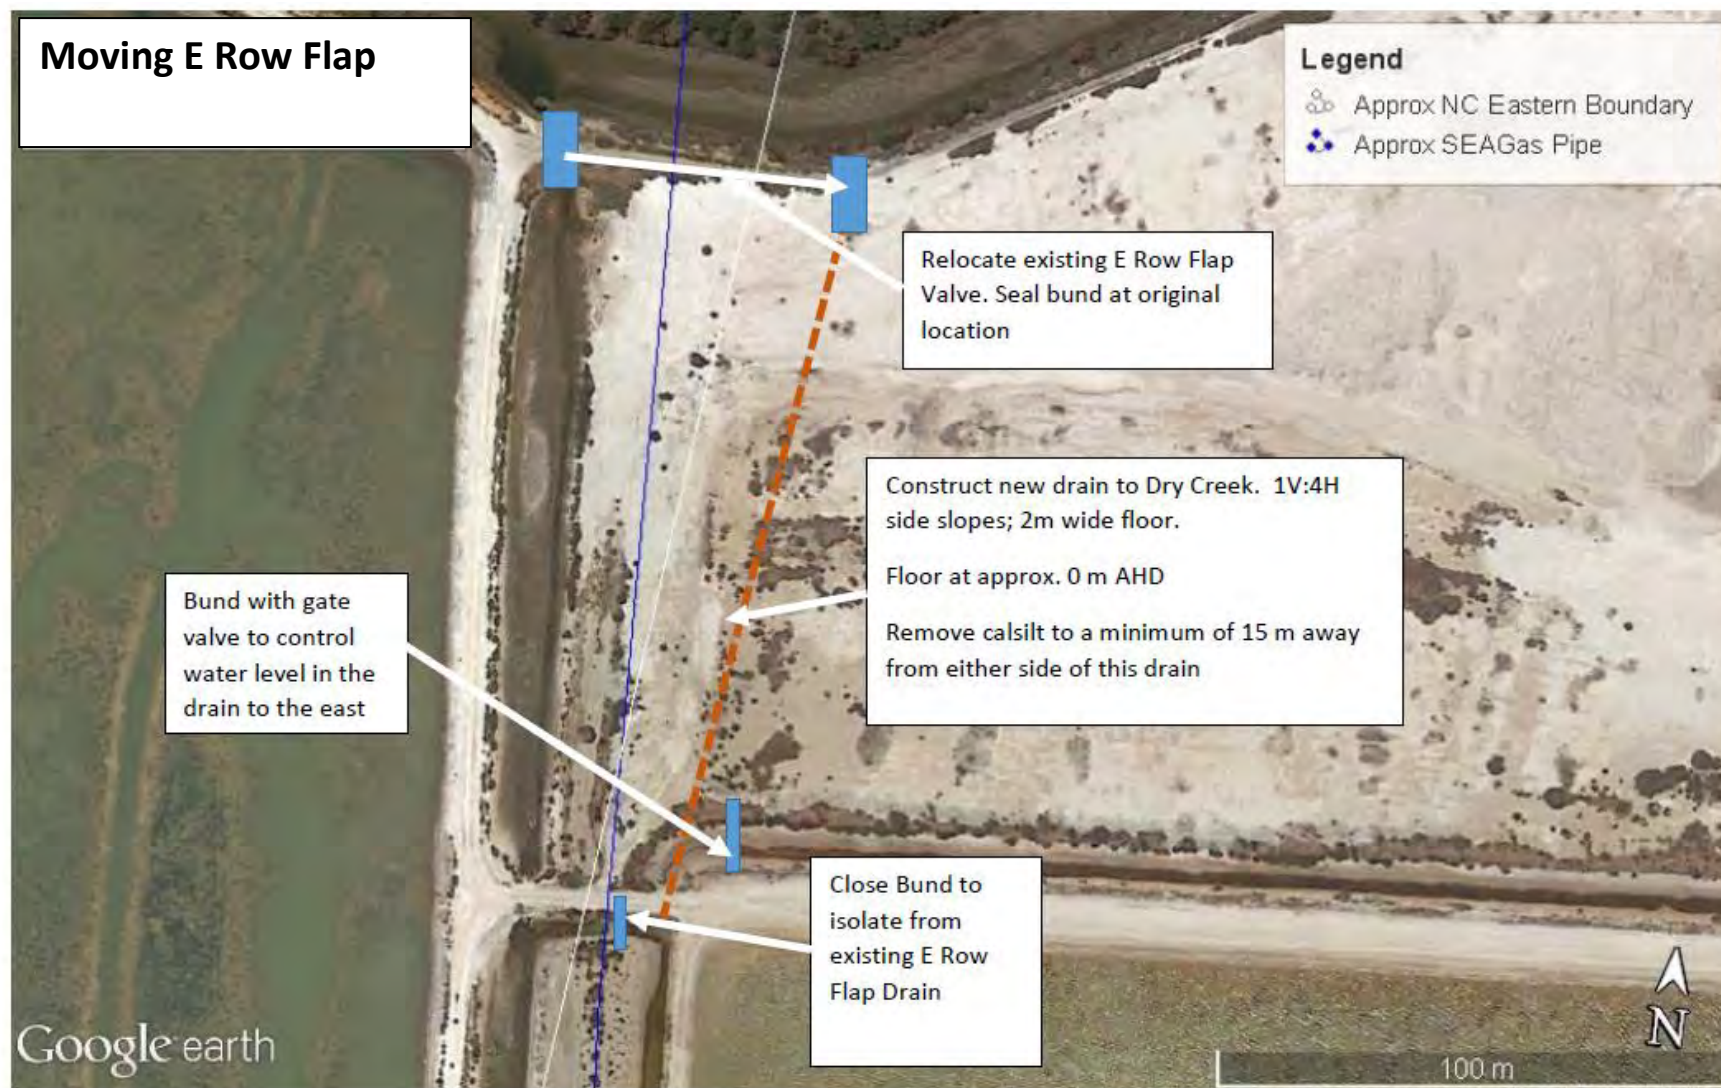 Moving E Row Flap
Legend
Approx NC Eastern Boundary
Approx SEAGas Pipe
Relocate existing E Row Flap
Valve. Seal bund at original
location
Construct new drain to Dry Creek.  1V:4H
side slopes; 2m wide floor.
Floor at approx. 0 m AHD
Remove calsilt to a minimum of 15 m away
from either side of this drain
Bund with gate
valve to control
water level in the
drain to the east
Close Bund to
isolate from
existing E Row
Flap Drain
Google earth
N
100 m